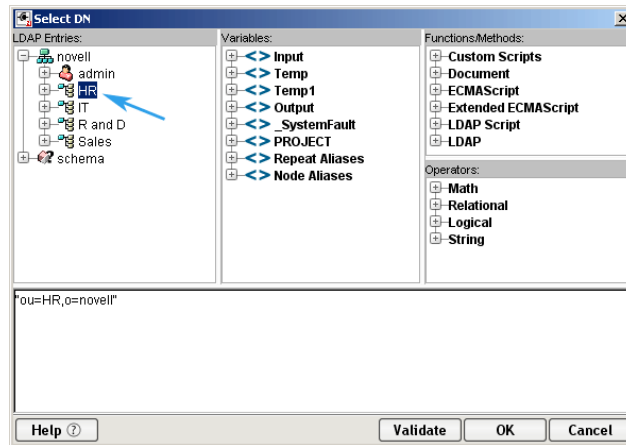 Select DN
LDAP Entries:
novell
admin
HR
IT
R and D
Sales
schema
Variables:
Input
Temp
Temp1
Output
_SystemFault
PROJECT
Repeat Aliases
Node Aliases
Functions/Methods:
Custom Scripts
Document
ECMAScript
Extended ECMAScript
LDAP Script
LDAP
Operators:
Math
Relational
Logical
String
"ou=HR,o=novell"
Help ?
Validate
OK
Cancel